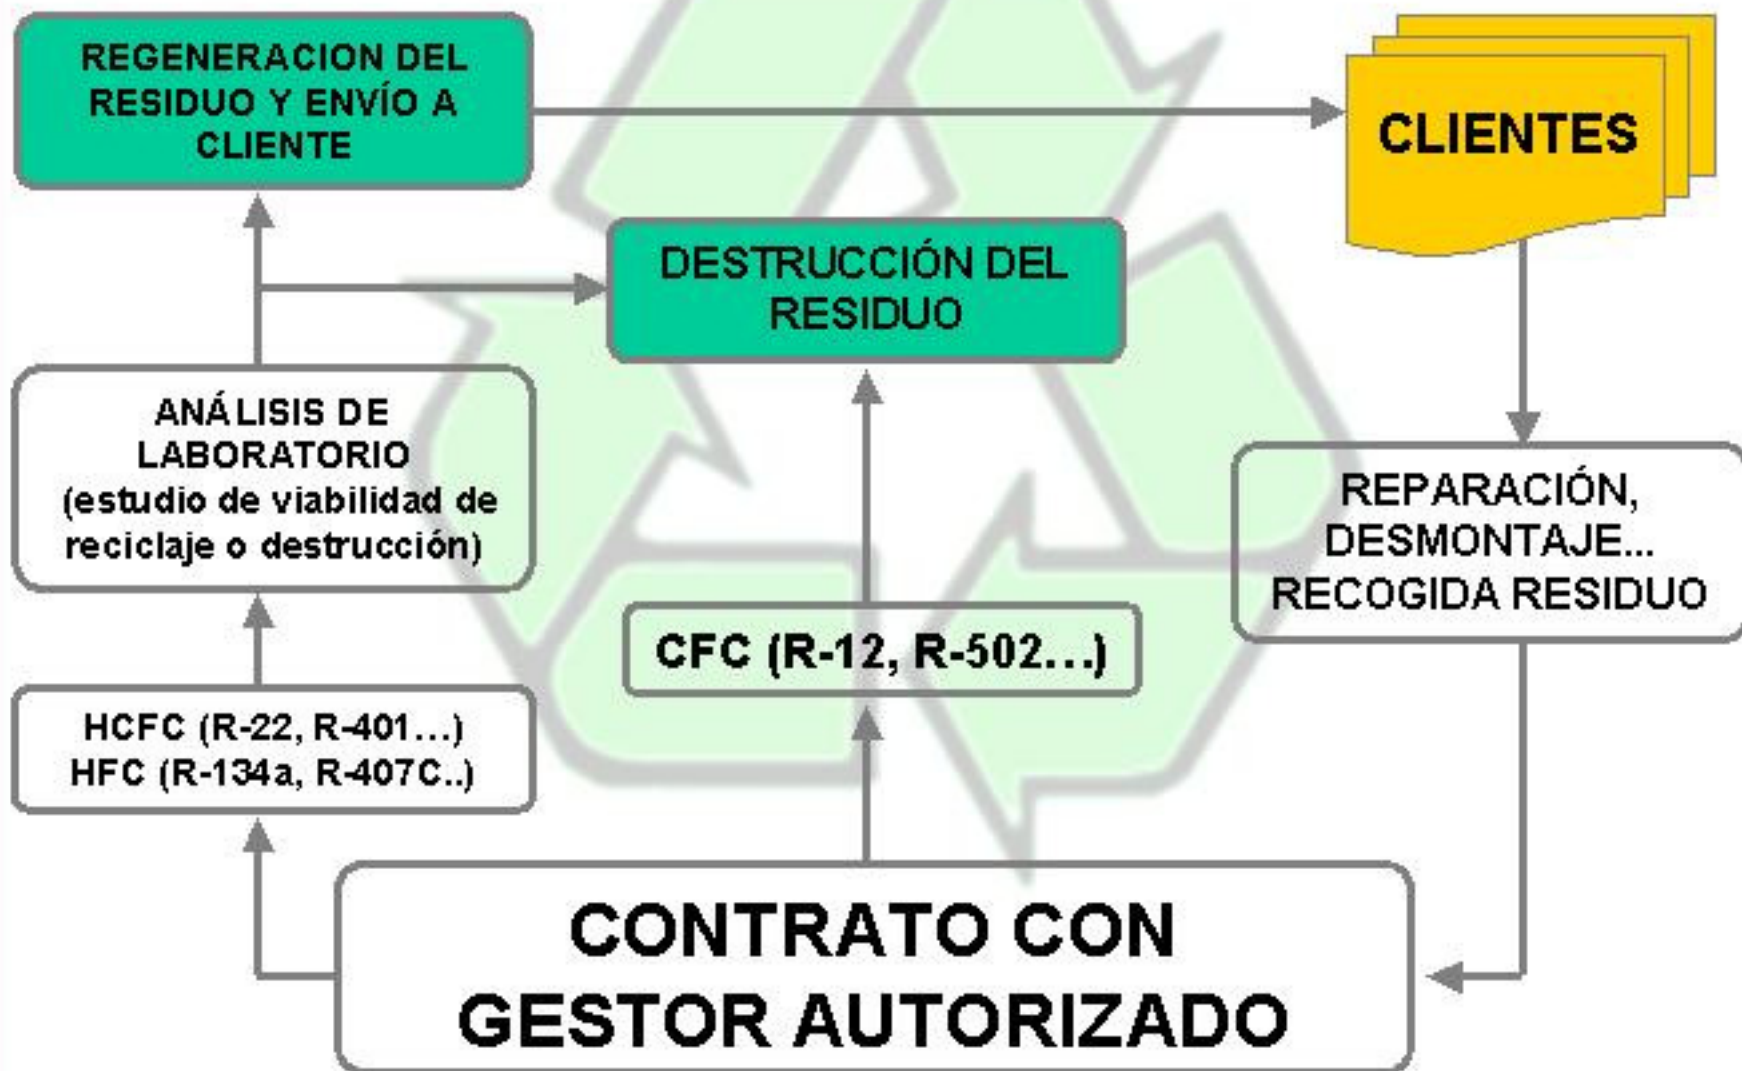 REGENERACION DEL
RESIDUO Y ENVÍO A
CLIENTE
CLIENTES
DESTRUCCIÓN DEL
RESIDUO
ANÁLISIS DE
LABORATORIO
(estudio de viabilidad de
reciclaje o destrucción)
REPARACIÓN,
DESMONTAJE...
RECOGIDA RESIDUO
CFC (R-12, R-502...)
HCFC (R-22, R-401...)
HFC (R-134a, R-407C..)
CONTRATO CON
GESTOR AUTORIZADO